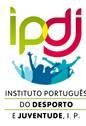 ipdj
INSTITUTO PORTUGUÊS
DO DESPORTO
E JUVENTUDE, I. P.